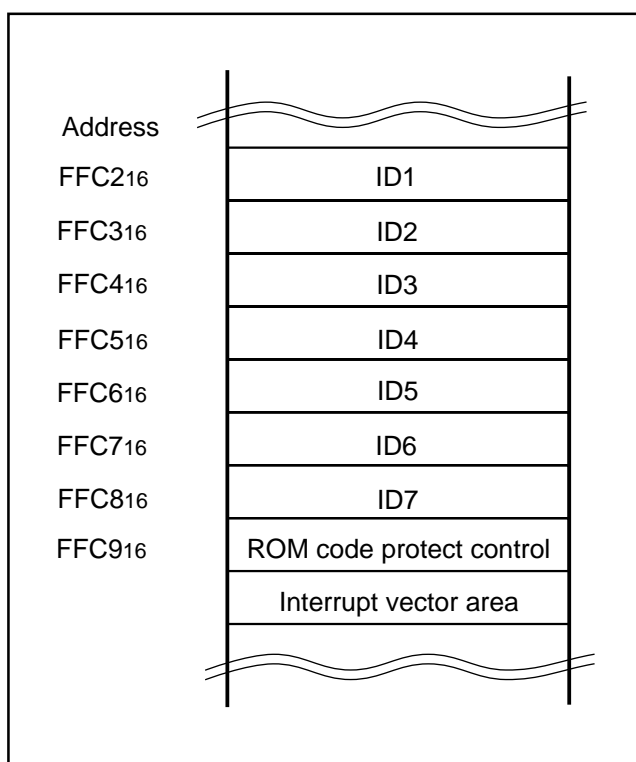 Address
FFC216 ID1
FFC316 ID2
FFC416 ID3
FFC516 ID4
FFC616 ID5
FFC716 ID6
FFC816 ID7
FFC916 ROM code protect control
Interrupt vector area